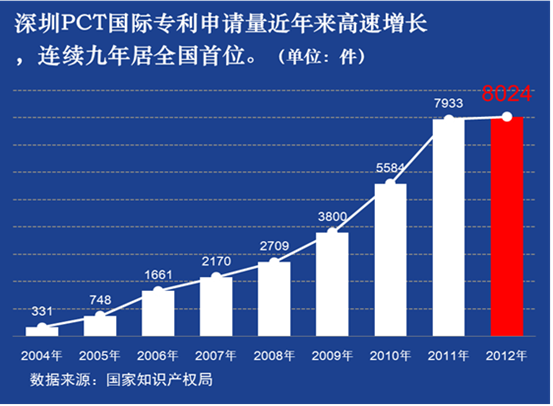 深圳PCT国际专利申请量近年来高速增长
，连续九年居全国首位。（单位：件）
331
748
1661
2170
2709
3800
5584
7933
8024
2004年 2005年 2006年 2007年 2008年 2009年 2010年 2011年 2012年
数据来源：国家知识产权局